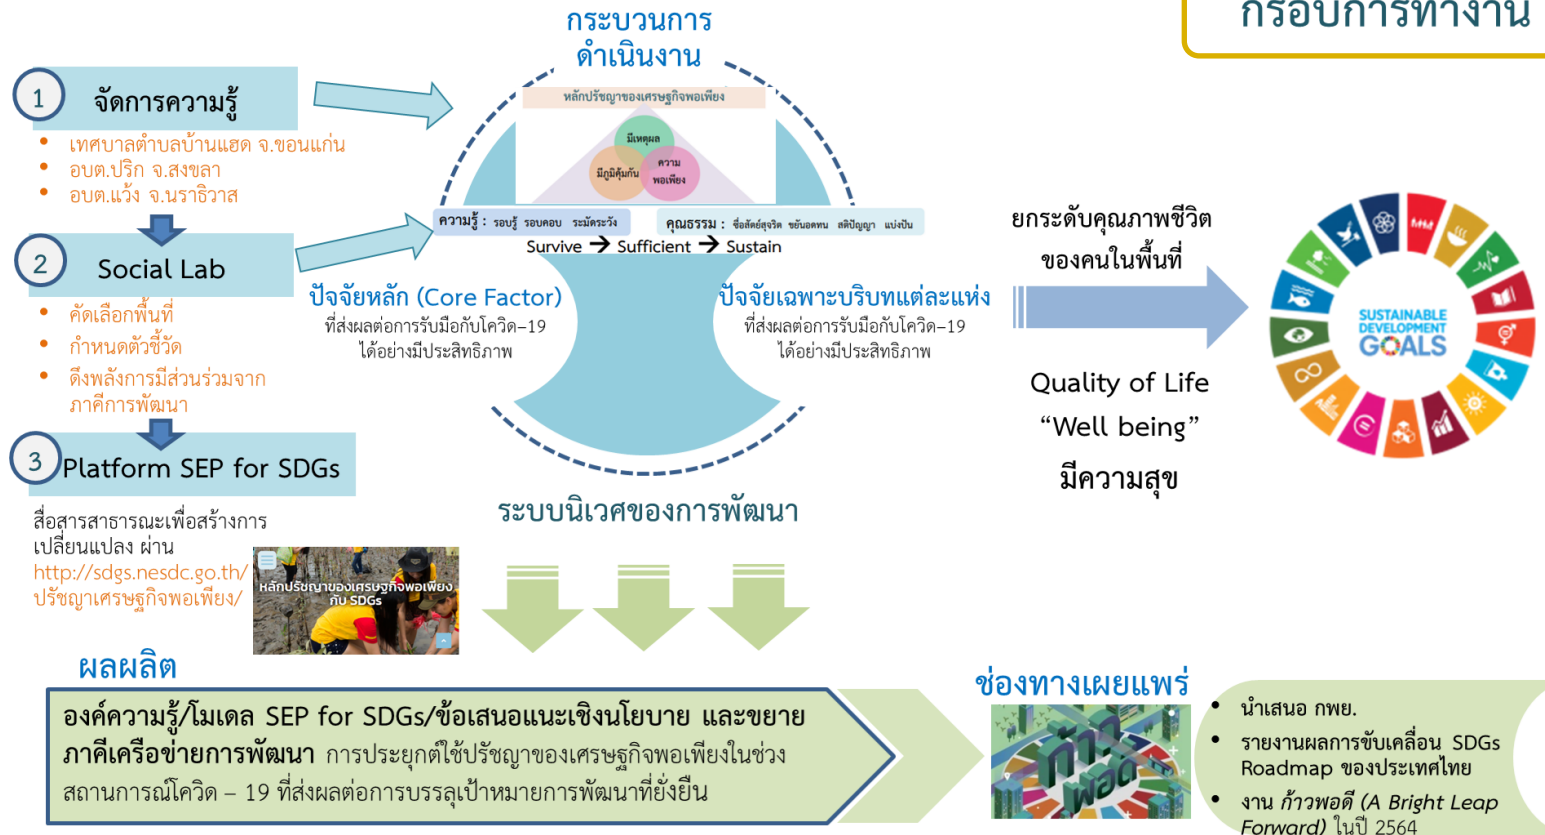 กรอบการทำงาน
กระบวนการ
ดำเนินงาน
1
จัดการความรู้
• เทศบาลตำบลบ้านแฮด จ.ขอนแก่น
• อบต.ปริก จ.สงขลา
• อบต.แว้ง จ.นราธิวาส
2
Social Lab
• คัดเลือกพื้นที่
• กำหนดตัวชี้วัด
• ดึงพลังการมีส่วนร่วมจาก
ภาคีการพัฒนา
3
Platform SEP for SDGs
สื่อสารสาธารณะเพื่อสร้างการ
เปลี่ยนแปลง ผ่าน
http://sdgs.nesdc.go.th/
ปรัชญาเศรษฐกิจพอเพียง/
หลักปรัชญาของเศรษฐกิจพอเพียง
กับ SDGs
หลักปรัชญาของเศรษฐกิจพอเพียง
มีเหตุผล
มีภูมิคุ้มกัน
ความ
พอเพียง
ความรู้ : รอบรู้ รอบคอบ ระมัดระวัง
คุณธรรม : ซื่อสัตย์สุจริต ขยันอดทน สติปัญญา แบ่งปัน
Survive → Sufficient → Sustain
ปัจจัยหลัก (Core Factor)
ที่ส่งผลต่อการรับมือกับโควิด–19
ได้อย่างมีประสิทธิภาพ
ปัจจัยเฉพาะบริบทแต่ละแห่ง
ที่ส่งผลต่อการรับมือกับโควิด–19
ได้อย่างมีประสิทธิภาพ
ระบบนิเวศของการพัฒนา
ยกระดับคุณภาพชีวิต
ของคนในพื้นที่
Quality of Life
“Well being”
มีความสุข
SUSTAINABLE
DEVELOPMENT
GOALS
ผลผลิต
องค์ความรู้/โมเดล SEP for SDGs/ข้อเสนอแนะเชิงนโยบาย และขยาย
ภาคีเครือข่ายการพัฒนา การประยุกต์ใช้ปรัชญาของเศรษฐกิจพอเพียงในช่วง
สถานการณ์โควิด – 19 ที่ส่งผลต่อการบรรลุเป้าหมายการพัฒนาที่ยั่งยืน
ช่องทางเผยแพร่
ก้าว
พอดี
• นำเสนอ กพย.
• รายงานผลการขับเคลื่อน SDGs
Roadmap ของประเทศไทย
• งาน ก้าวพอดี (A Bright Leap
Forward) ในปี 2564